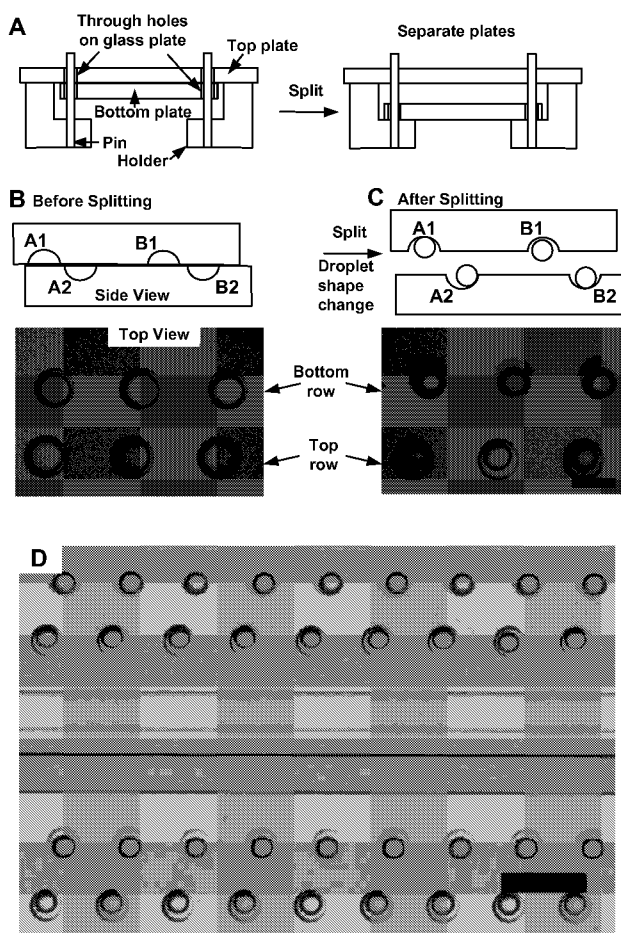 A
Through holes
on glass plate
Top plate
Bottom plate
Pin
Holder
Split
Separate plates
B
Before Splitting
A1
B1
A2
B2
Side View
Top View
C
After Splitting
Split
Droplet
shape
change
A1
B1
A2
B2
Bottom
row
Top
row
D